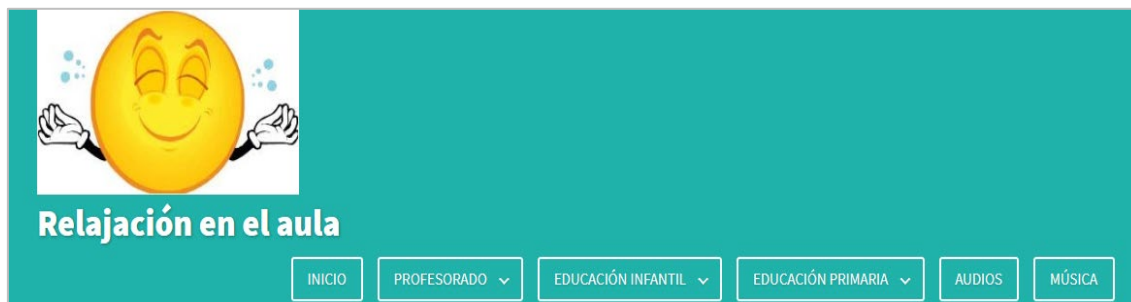 Relajación en el aula
INICIO PROFESORADO EDUCACIÓN INFANTIL EDUCACIÓN PRIMARIA AUDIOS MÚSICA